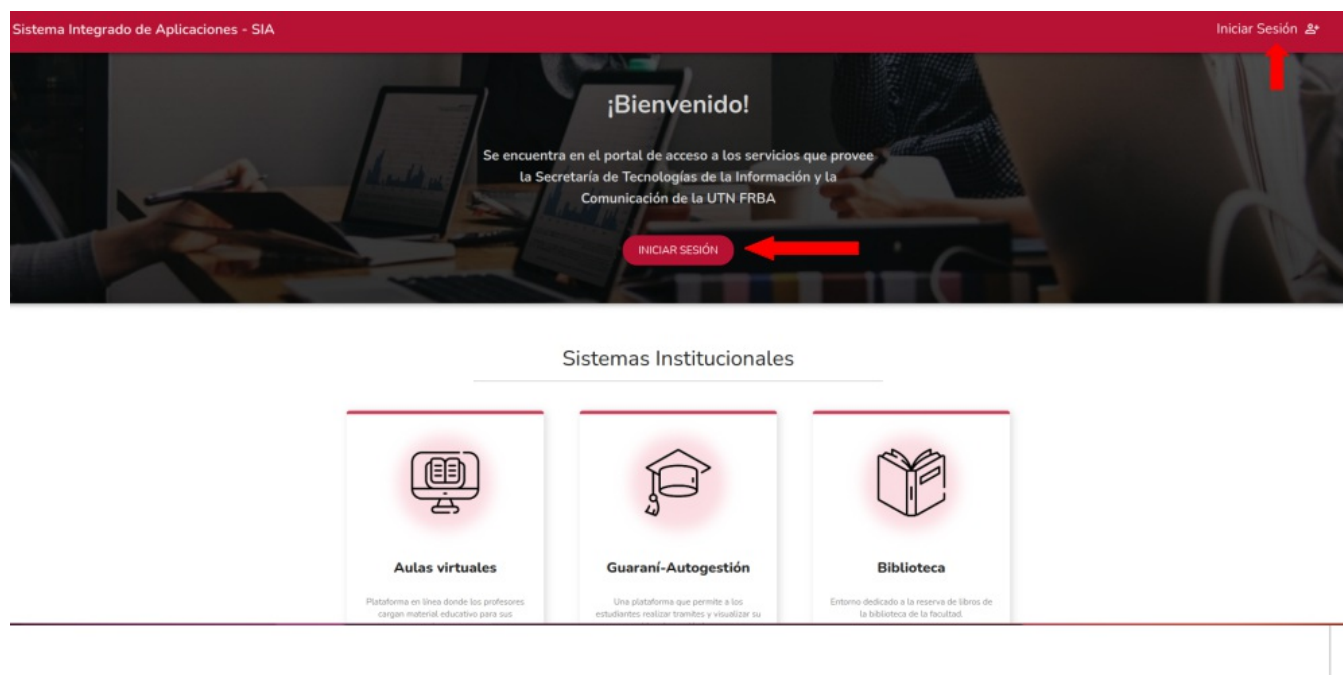 Sistema Integrado de Aplicaciones - SIA
Iniciar Sesión
¡Bienvenido!
Se encuentra en el portal de acceso a los servicios que provee
la Secretaría de Tecnologías de la Información y la
Comunicación de la UTN FRBA
INICIAR SESIÓN
Sistemas Institucionales
Aulas virtuales
Plataforma en línea donde los profesores
cargan material educativo para sus
Guaraní-Autogestión
Una plataforma que permite a los
estudiantes realizar tramites y visualizar su
Biblioteca
Entorno dedicado a la reserva de libros de
la biblioteca de la facultad.